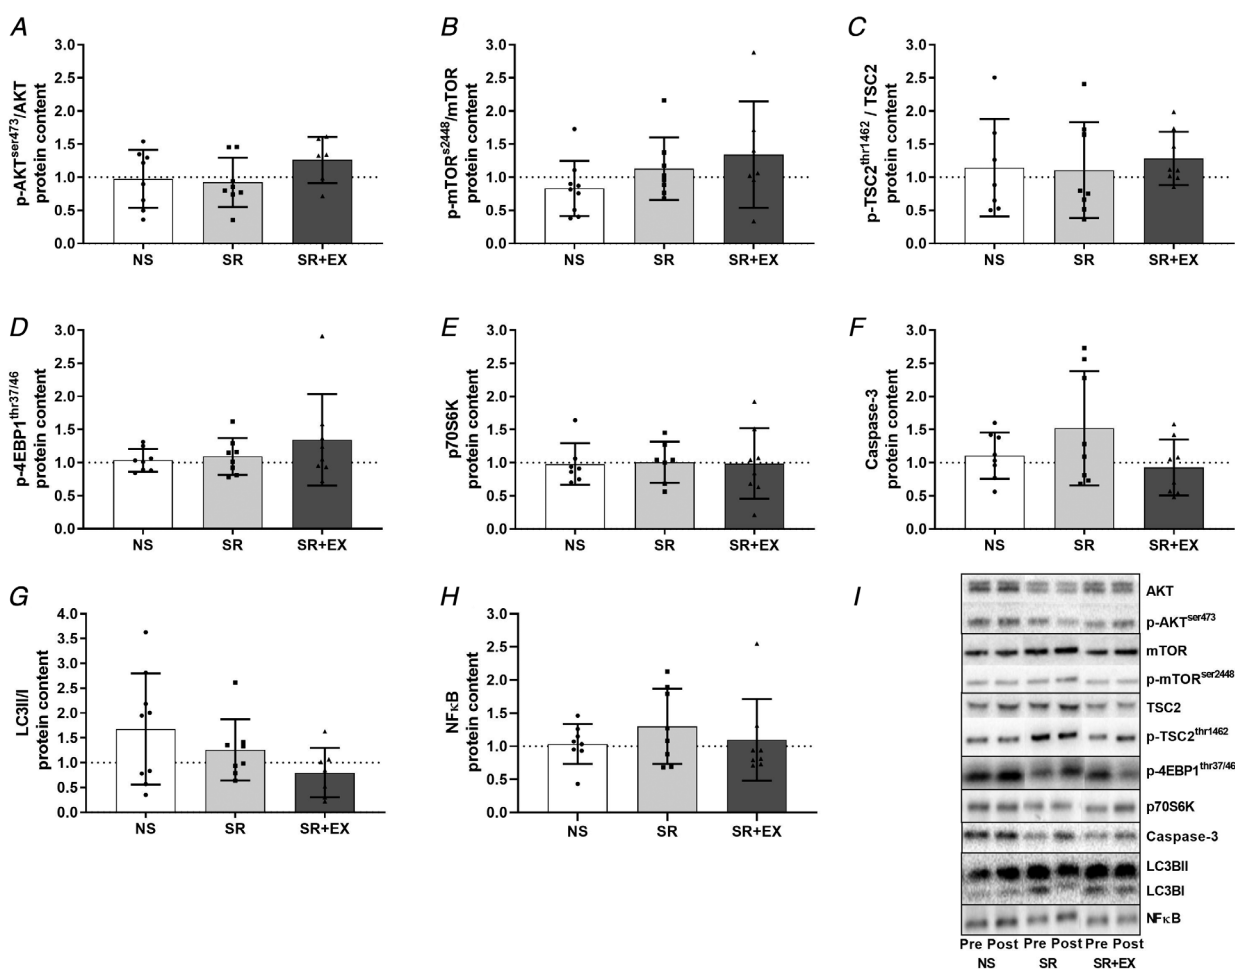 A
B
C
p-AKTser473/AKT
protein content
3.0
2.5
2.0
1.5
1.0
0.5
0.0
NS SR SR+EX
p-mTORs2448/mTOR
protein content
3.0
2.5
2.0
1.5
1.0
0.5
0.0
NS SR SR+EX
p-TSC2thr1462 / TSC2
protein content
3.0
2.5
2.0
1.5
1.0
0.5
0.0
NS SR SR+EX
D
E
F
p-4EBP1thr37/46
protein content
3.0
2.5
2.0
1.5
1.0
0.5
0.0
NS SR SR+EX
p70S6K
protein content
3.0
2.5
2.0
1.5
1.0
0.5
0.0
NS SR SR+EX
Caspase-3
protein content
3.0
2.5
2.0
1.5
1.0
0.5
0.0
NS SR SR+EX
G
H
I
LC3II/I
protein content
4.0
3.5
3.0
2.5
2.0
1.5
1.0
0.5
0.0
NS SR SR+EX
NFκB
protein content
3.0
2.5
2.0
1.5
1.0
0.5
0.0
NS SR SR+EX
AKT
p-AKTser473
mTOR
p-mTORser2448
TSC2
p-TSC2thr1462
p-4EBP1thr37/46
p70S6K
Caspase-3
LC3BII
LC3BI
NFκB
Pre Post Pre Post Pre Post
NS SR SR+EX